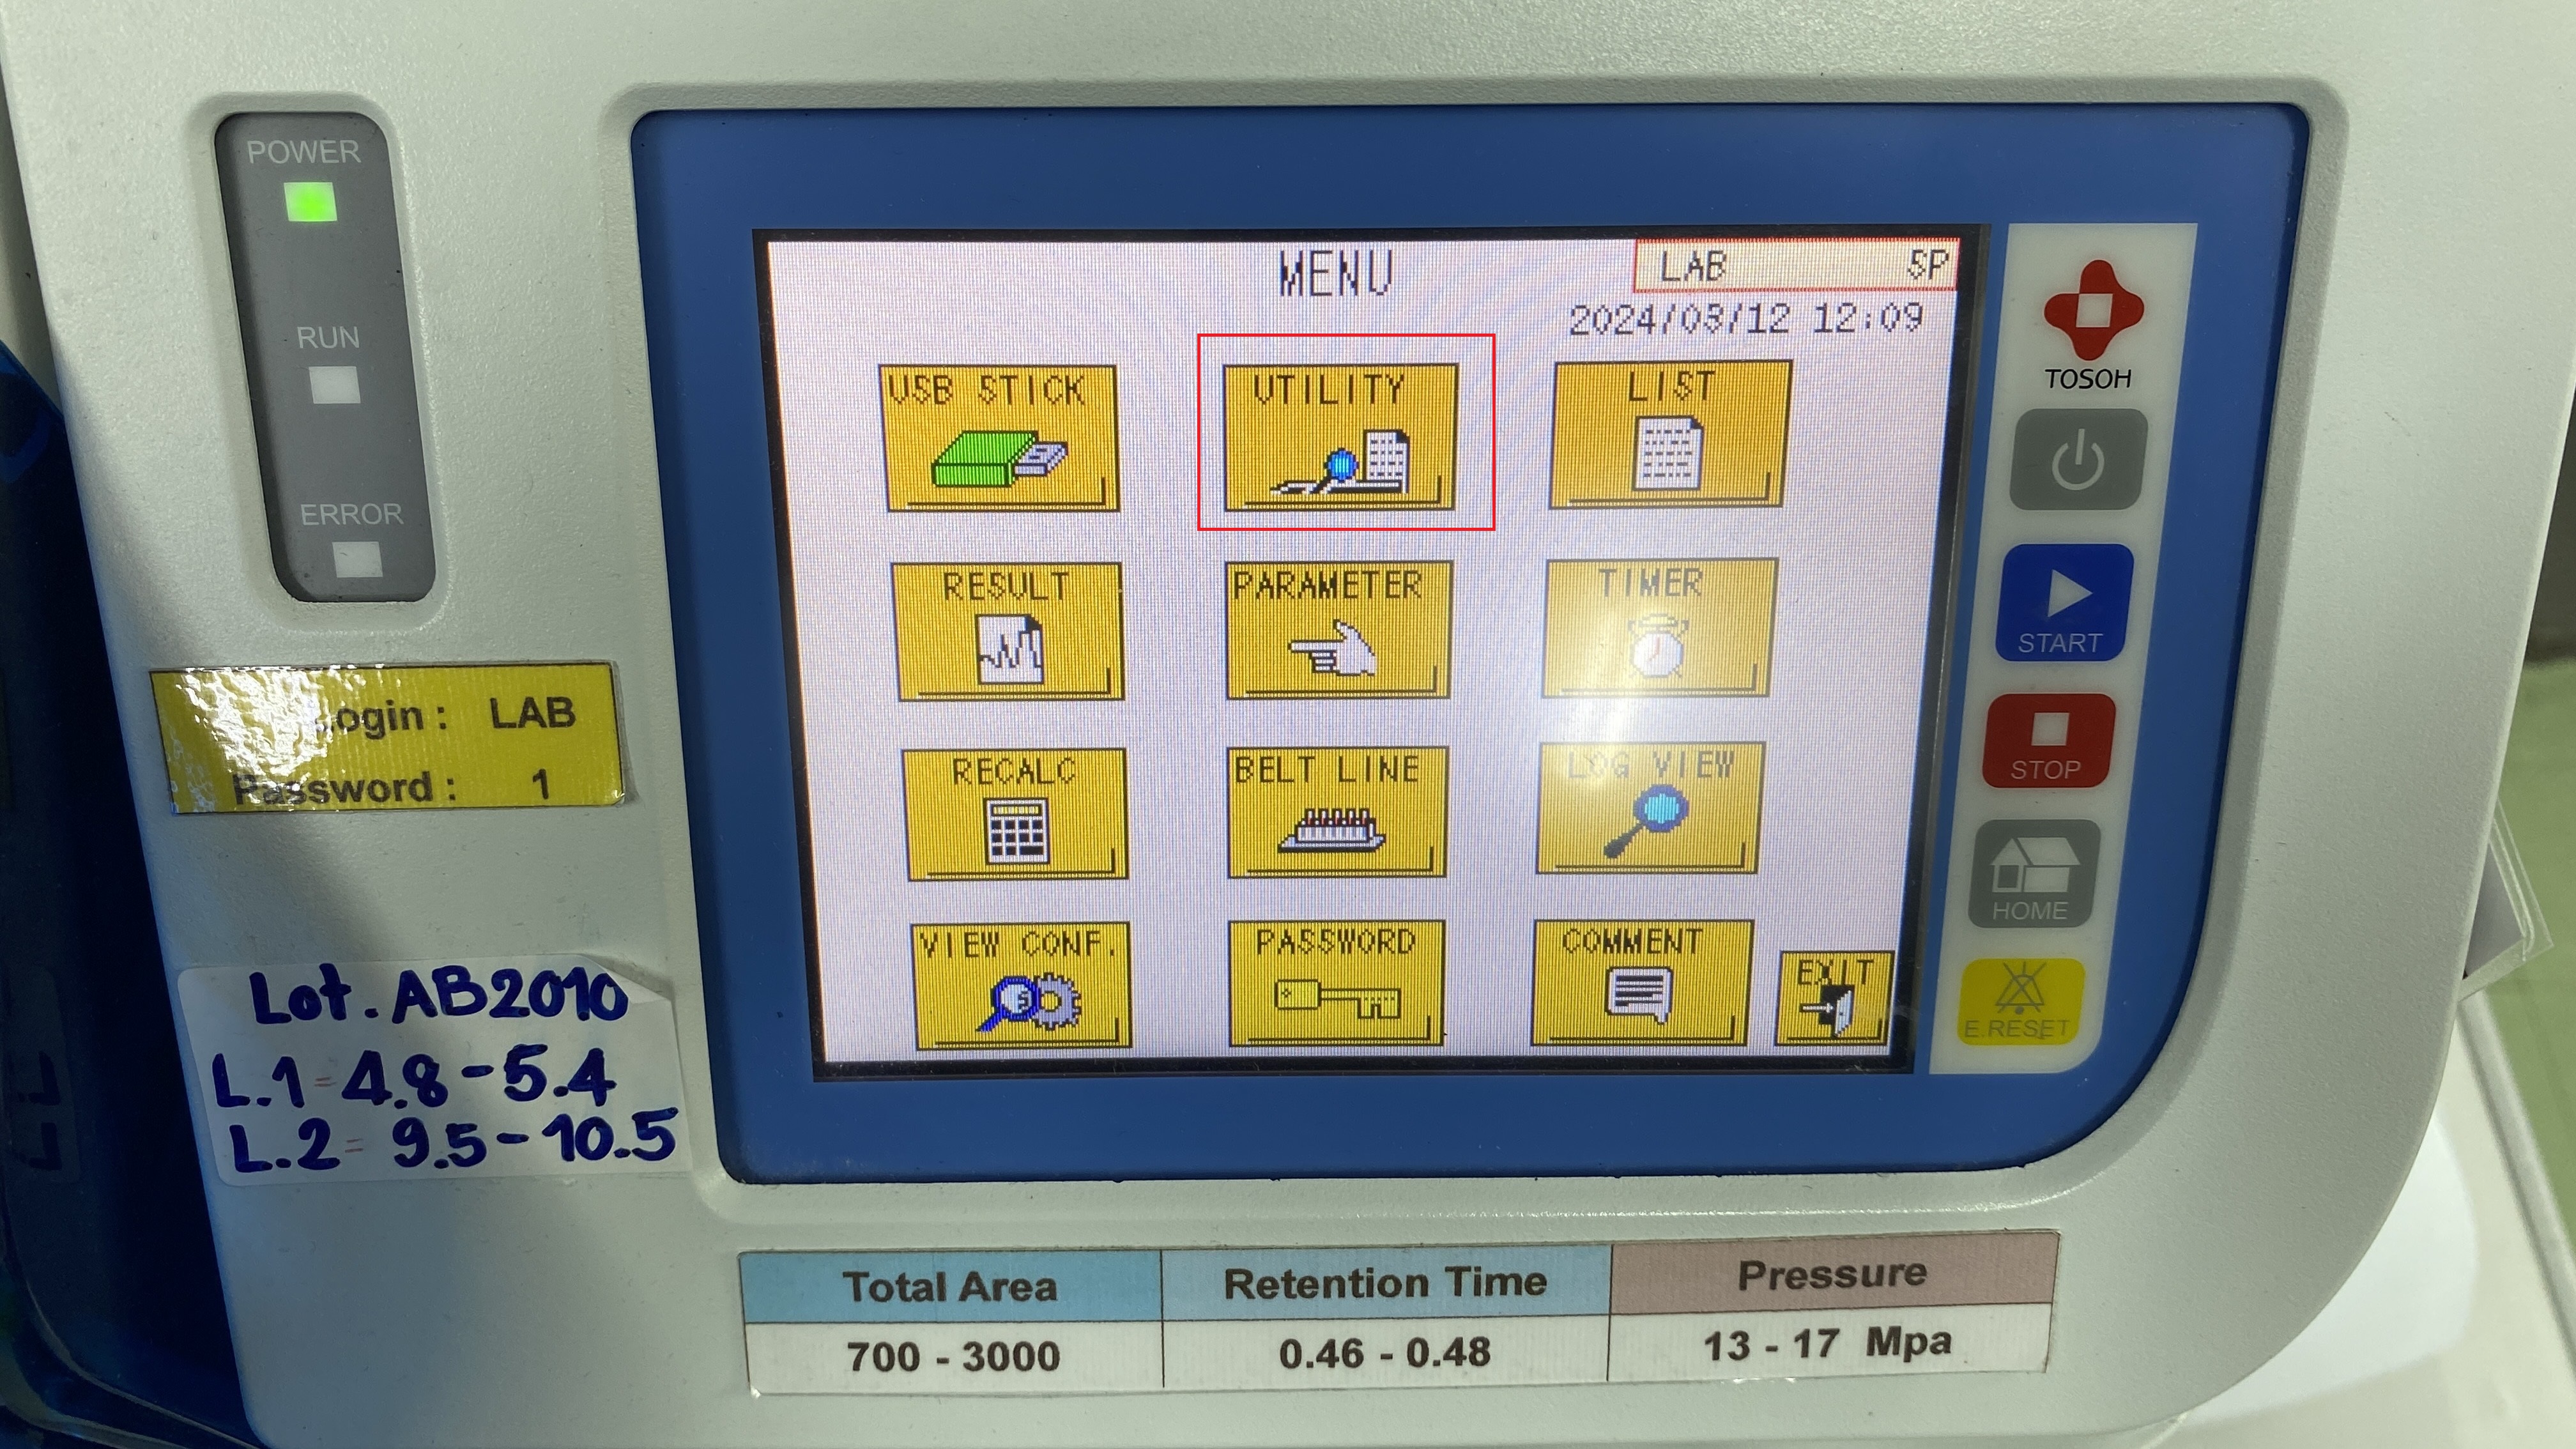 POWER
RUN
ERROR
MENU
LAB 5P
2024/08/12 12:09
USB STICK
UTILITY
LIST
RESULT
PARAMETER
TIMER
RECALC
BELT LINE
LOG VIEW
VIEW CONF.
PASSWORD
COMMENT
EXIT
TOSOH
START
STOP
HOME
E.RESET
Login : LAB
Password : 1
Lot. AB2010
L.1 = 4.8 - 5.4
L.2 = 9.5 - 10.5
Total Area Retention Time Pressure
700 - 3000 0.46 - 0.48 13 - 17 Mpa